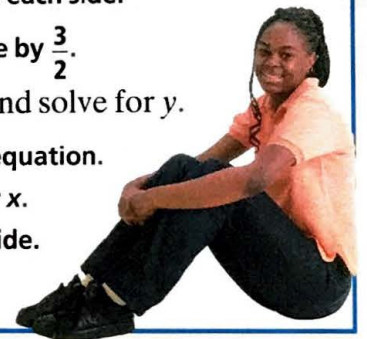 each side.
e by 3/2.
nd solve for y.
equation.
x.
ide.